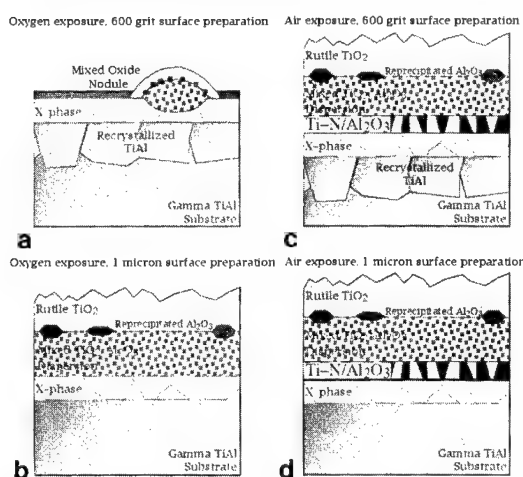 Oxygen exposure, 600 grit surface preparation
Mixed Oxide
Nodule
X-phase
Recrystallized
TiAl
Gamma TiAl
Substrate
a
Air exposure, 600 grit surface preparation
Rutile TiO2
Reprecipitated Al2O3
Ti–N/Al2O3
X-phase
Recrystallized
TiAl
Gamma TiAl
Substrate
c
Oxygen exposure, 1 micron surface preparation
Rutile TiO2
Reprecipitated Al2O3
X-phase
Gamma TiAl
Substrate
b
Air exposure, 1 micron surface preparation
Rutile TiO2
Reprecipitated Al2O3
Ti–N/Al2O3
X phase
Gamma TiAl
Substrate
d